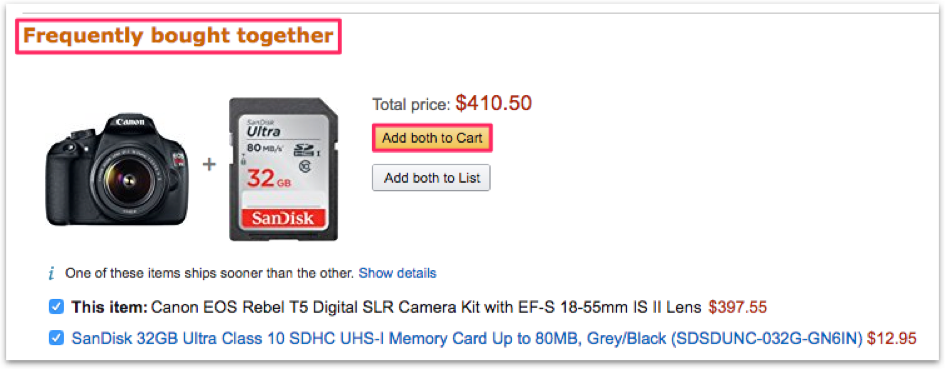 Frequently bought together
Canon
SanDisk
Ultra
80 MB/s
32 GB
SanDisk
+
Total price: $410.50
Add both to Cart
Add both to List
i One of these items ships sooner than the other. Show details
This item: Canon EOS Rebel T5 Digital SLR Camera Kit with EF-S 18-55mm IS II Lens $397.55
SanDisk 32GB Ultra Class 10 SDHC UHS-I Memory Card Up to 80MB, Grey/Black (SDSDUNC-032G-GN6IN) $12.95